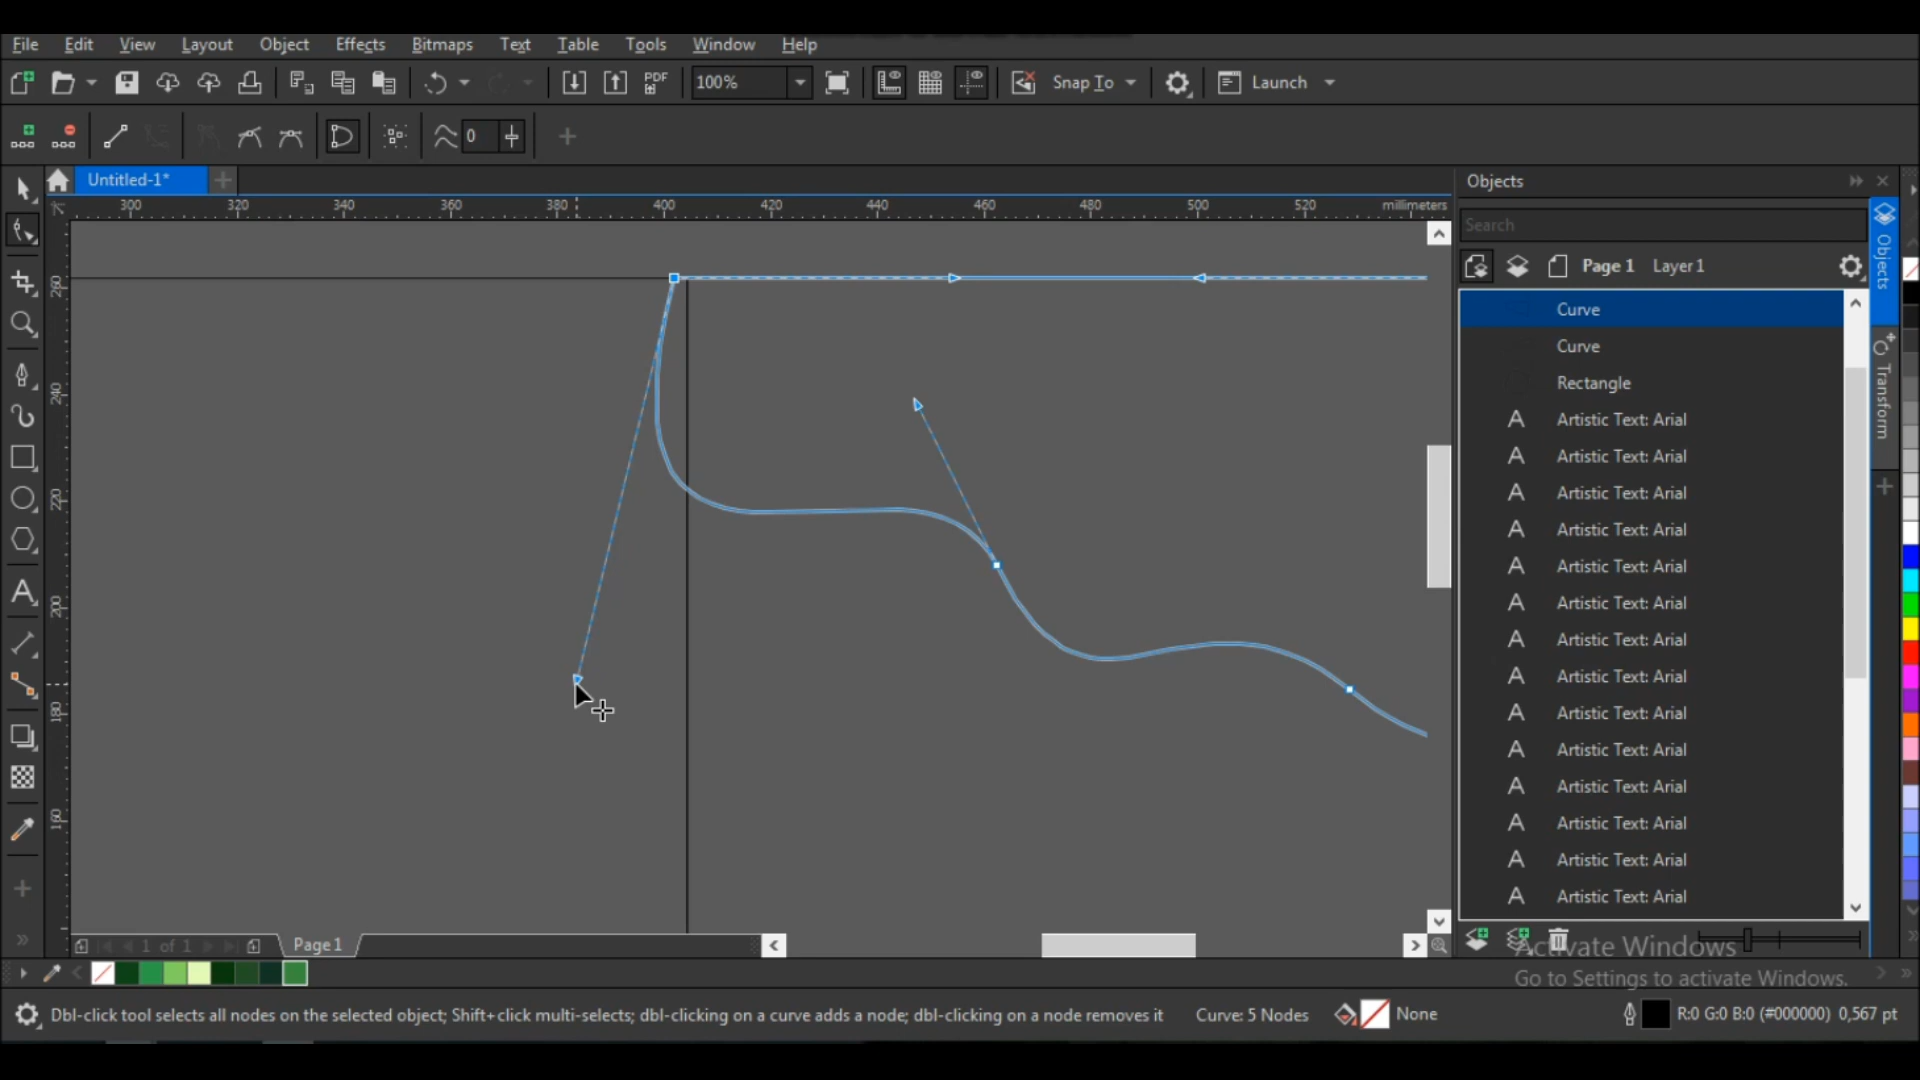 File Edit View Layout Object Effects Bitmaps Text Table Tools Window Help
PDF 100% Snap To Launch
0
Untitled-1*
300 320 340 360 380 400 420 440 460 480 500 520 millimeters
260
240
220
200
180
160
Objects
Search
Page 1 Layer 1
Curve
Curve
Rectangle
A Artistic Text: Arial
A Artistic Text: Arial
A Artistic Text: Arial
A Artistic Text: Arial
A Artistic Text: Arial
A Artistic Text: Arial
A Artistic Text: Arial
A Artistic Text: Arial
A Artistic Text: Arial
A Artistic Text: Arial
A Artistic Text: Arial
A Artistic Text: Arial
A Artistic Text: Arial
A Artistic Text: Arial
Objects
Transform
1 of 1 Page 1
Activate Windows
Go to Settings to activate Windows.
Dbl-click tool selects all nodes on the selected object; Shift+click multi-selects; dbl-clicking on a curve adds a node; dbl-clicking on a node removes it Curve: 5 Nodes None R:0 G:0 B:0 (#000000) 0,567 pt